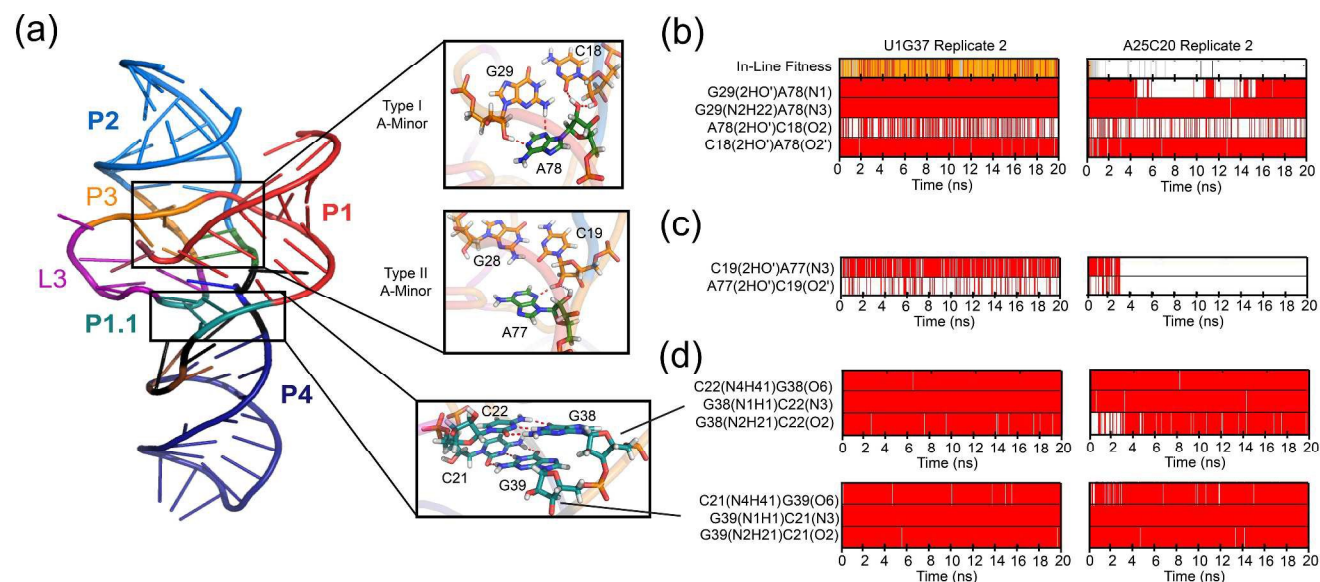 (a)
P2
P3
P1
L3
P1.1
P4
Type I
A-Minor
C18
G29
A78
Type II
A-Minor
C19
G28
A77
C22
G38
C21
G39
(b)
U1G37 Replicate 2
A25C20 Replicate 2
In-Line Fitness
G29(2HO')A78(N1)
G29(N2H22)A78(N3)
A78(2HO')C18(O2)
C18(2HO')A78(O2')
0 2 4 6 8 10 12 14 16 18 20
Time (ns)
0 2 4 6 8 10 12 14 16 18 20
Time (ns)
(c)
C19(2HO')A77(N3)
A77(2HO')C19(O2')
0 2 4 6 8 10 12 14 16 18 20
Time (ns)
0 2 4 6 8 10 12 14 16 18 20
Time (ns)
(d)
C22(N4H41)G38(O6)
G38(N1H1)C22(N3)
G38(N2H21)C22(O2)
0 2 4 6 8 10 12 14 16 18 20
Time (ns)
0 2 4 6 8 10 12 14 16 18 20
Time (ns)
C21(N4H41)G39(O6)
G39(N1H1)C21(N3)
G39(N2H21)C21(O2)
0 2 4 6 8 10 12 14 16 18 20
Time (ns)
0 2 4 6 8 10 12 14 16 18 20
Time (ns)